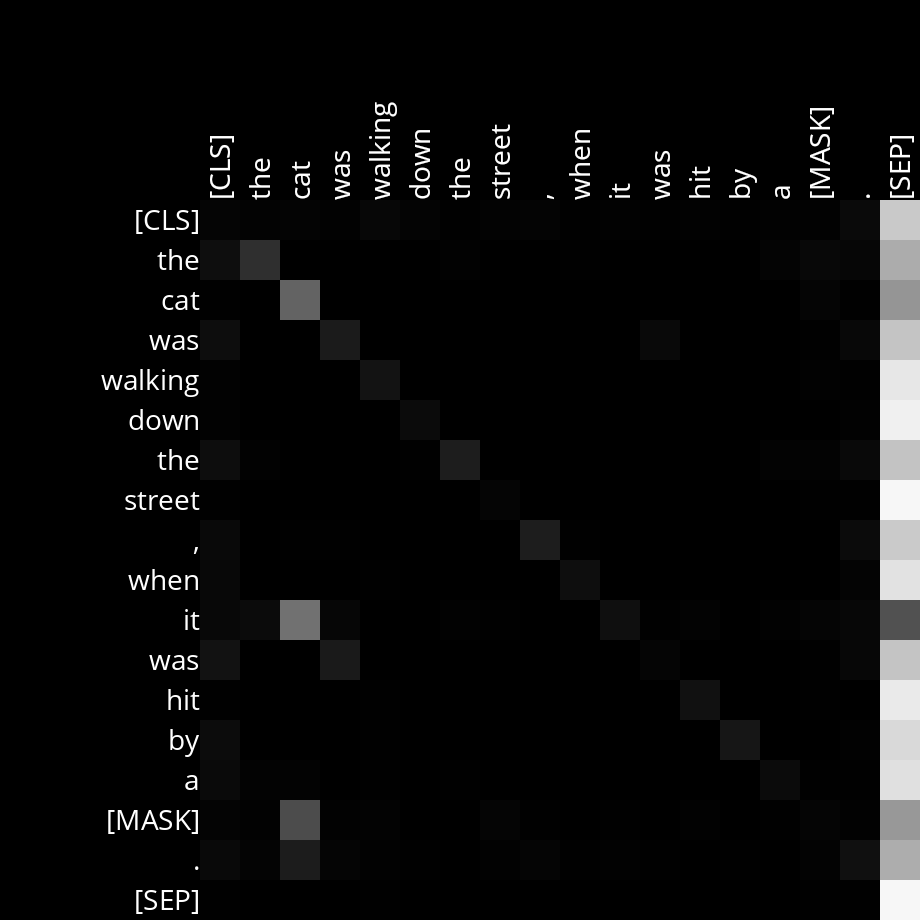 [CLS] the cat was walking down the street , when it was hit by a [MASK] . [SEP]
[CLS]
the
cat
was
walking
down
the
street
,
when
it
was
hit
by
a
[MASK]
.
[SEP]